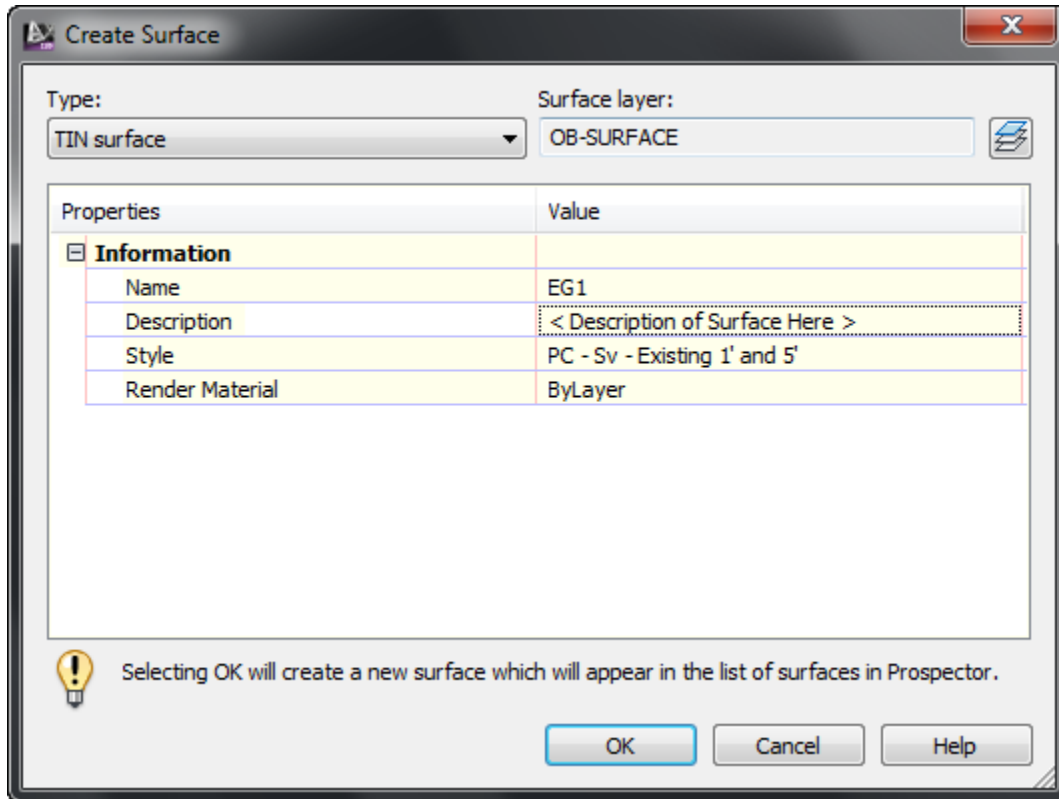 Create Surface
Type:
Surface layer:
TIN surface
OB-SURFACE
Properties
Value
Information
Name
EG1
Description
< Description of Surface Here >
Style
PC - Sv - Existing 1' and 5'
Render Material
ByLayer
Selecting OK will create a new surface which will appear in the list of surfaces in Prospector.
OK
Cancel
Help